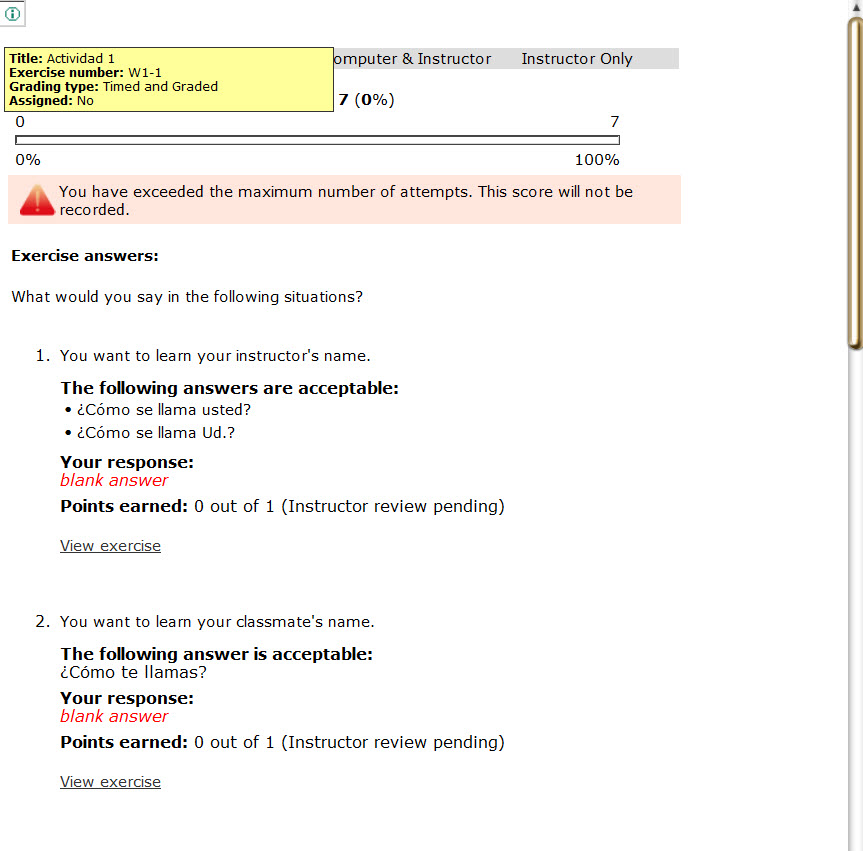 Title: Actividad 1
Exercise number: W1-1
Grading type: Timed and Graded
Assigned: No
omputer & Instructor Instructor Only
7 (0%)
0 7
0% 100%
You have exceeded the maximum number of attempts. This score will not be
recorded.
Exercise answers:
What would you say in the following situations?
1. You want to learn your instructor's name.
The following answers are acceptable:
• ¿Cómo se llama usted?
• ¿Cómo se llama Ud.?
Your response:
blank answer
Points earned: 0 out of 1 (Instructor review pending)
View exercise
2. You want to learn your classmate's name.
The following answer is acceptable:
¿Cómo te llamas?
Your response:
blank answer
Points earned: 0 out of 1 (Instructor review pending)
View exercise